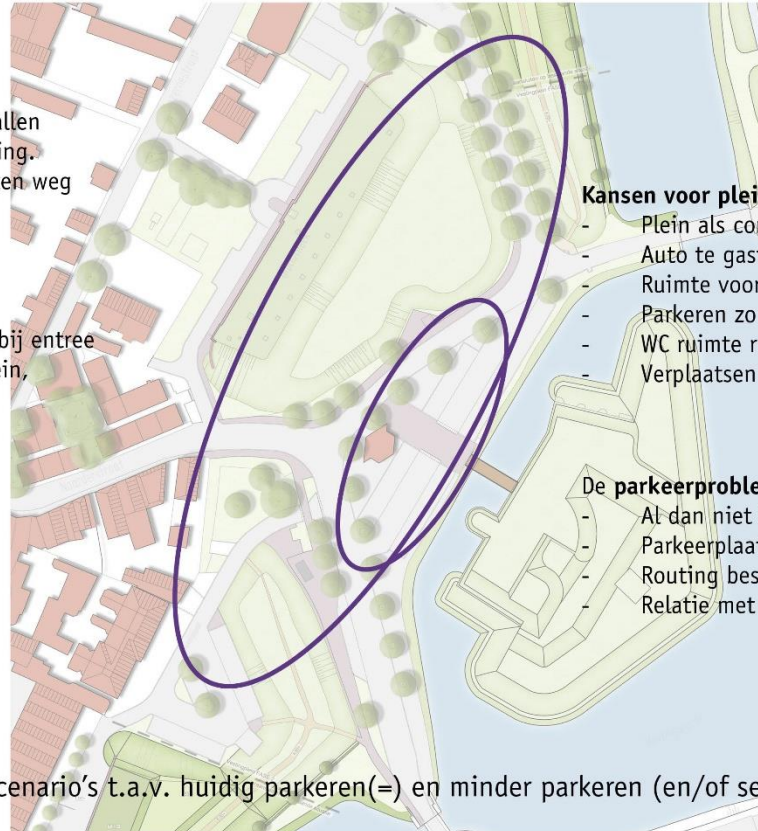 allen
ing.
en weg
bij entree
ein,
Kansen voor plei
- Plein als co
- Auto te gas
- Ruimte voor
- Parkeren zo
- WC ruimte r
- Verplaatsen
De parkeerproble
- Al dan niet
- Parkeerplaa
- Routing bes
- Relatie met
cenario's t.a.v. huidig parkeren(=) en minder parkeren (en/of se